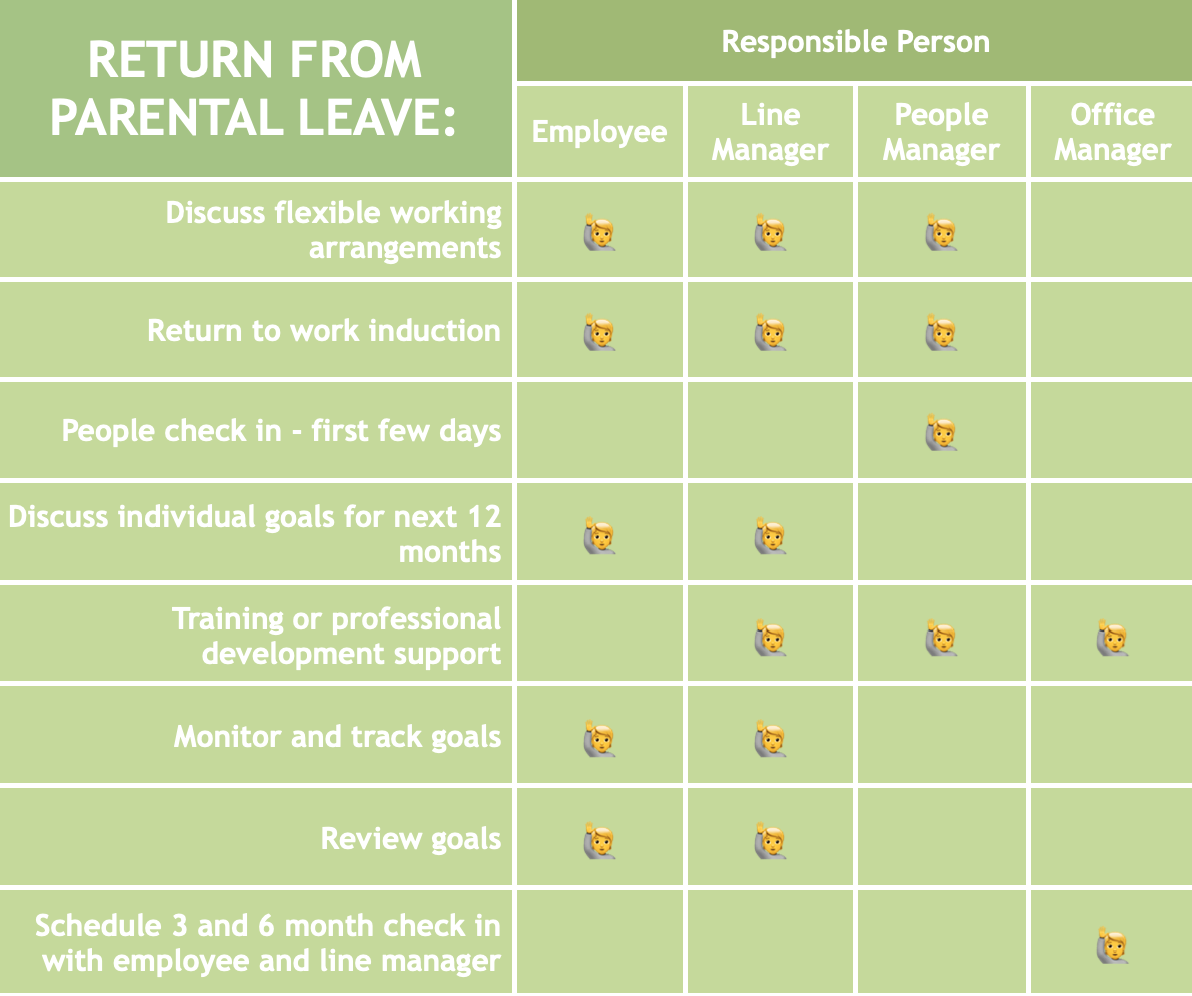 RETURN FROM
PARENTAL LEAVE:
Responsible Person
Employee
Line
Manager
People
Manager
Office
Manager
Discuss flexible working
arrangements
Return to work induction
People check in - first few days
Discuss individual goals for next 12
months
Training or professional
development support
Monitor and track goals
Review goals
Schedule 3 and 6 month check in
with employee and line manager